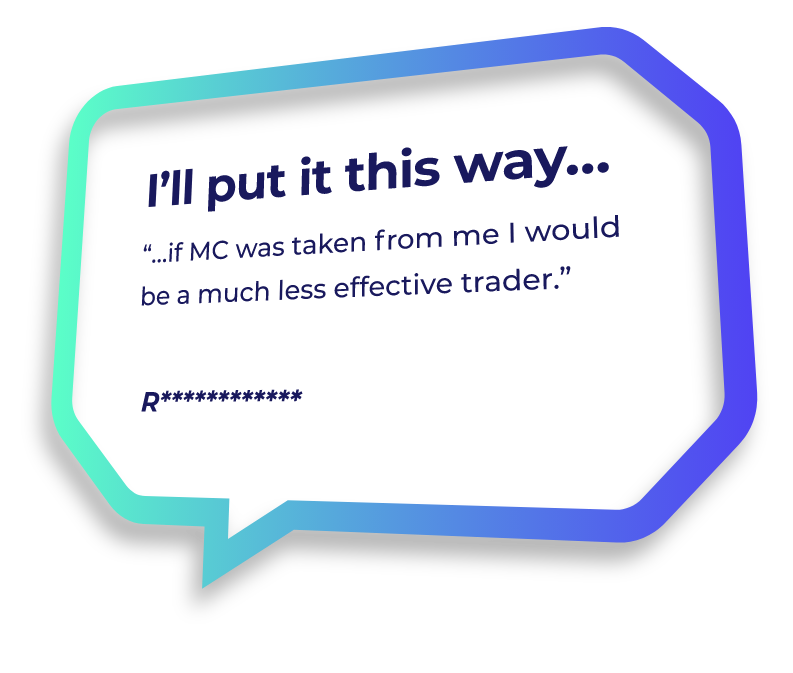 I’ll put it this way...
“...if MC was taken from me I would
be a much less effective trader.”
R************